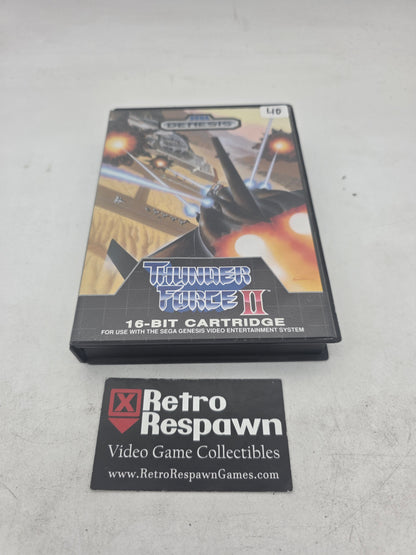 110
SEGA
GENESIS
THUNDER
FORCE II
16-BIT CARTRIDGE
FOR USE WITH THE SEGA GENESIS VIDEO ENTERTAINMENT SYSTEM
Retro
Respawn
Video Game Collectibles
www.RetroRespawnGames.com